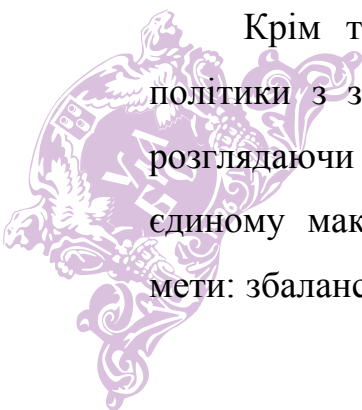 Крім т
політики з з
розглядаючи
єдиному мак
мети: збаланс